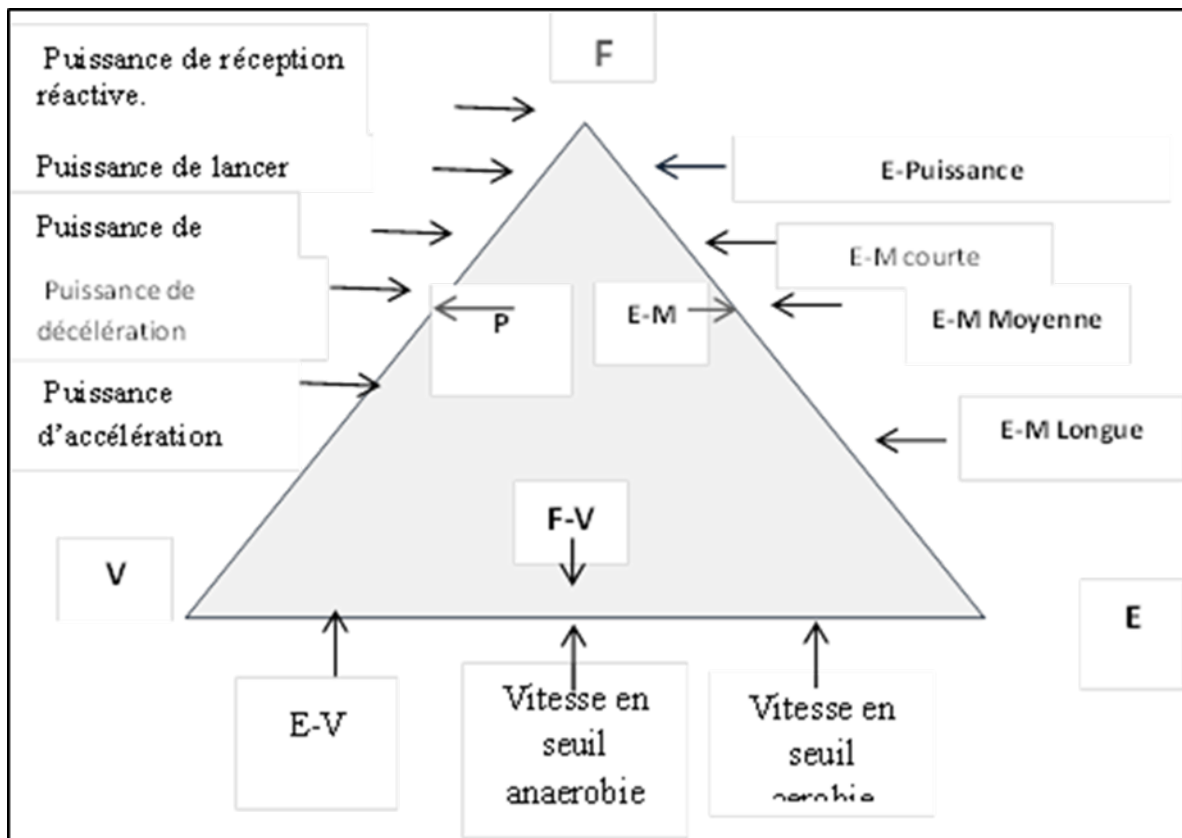 F
Puissance de réception
réactive.
Puissance de lancer
Puissance de
Puissance de
décélération
Puissance
d’accélération
E-Puissance
E-M courte
E-M Moyenne
E-M Longue
P
E-M
F-V
V
E
E-V
Vitesse en
seuil
anaerobie
Vitesse en
seuil
aerobie